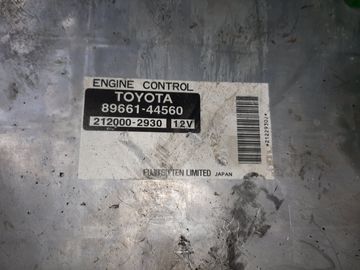 ENGINE CONTROL
TOYOTA
89661-44560
212000-2930 12V
FUJITSU TEN LIMITED JAPAN